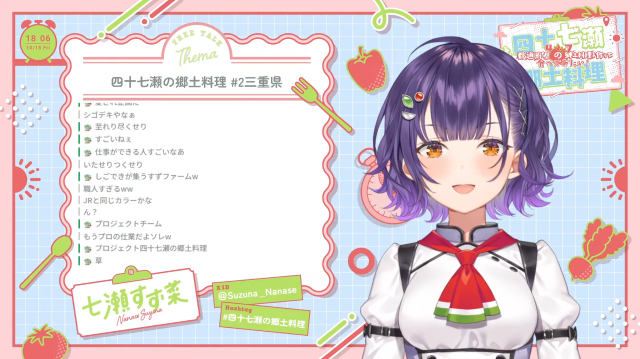 18 06
FREE TALK
Thema
四十七瀬の郷土料理 #2三重県
シゴデキやなぁ
至れり尽くせり
すごいねぇ
仕事ができる人すごいなあ
いたせりつくせり
しごできが集うすずファームw
職人すぎるww
JRと同じカラーかな
ん？
プロジェクトチーム
もうプロの仕業だよソレw
プロジェクト四十七瀬の郷土料理
草
七瀬すず菜
Nanase Suzuna
X:ID
@Suzuna_Nanase
Hashtag
#四十七瀬の郷土料理
四十七瀬
の
郷土料理